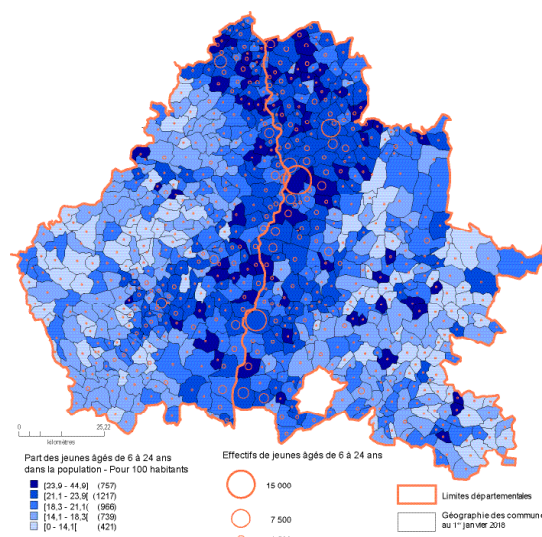 0 25,22
kilomètres
Part des jeunes âgés de 6 à 24 ans
dans la population - Pour 100 habitants
[23,9 - 44,9] (757)
[21,1 - 23,9[ (1217)
[18,3 - 21,1[ (966)
[14,1 - 18,3[ (739)
[0 - 14,1[ (421)
Effectifs de jeunes âgés de 6 à 24 ans
15 000
7 500
Limites départementales
Géographie des commune
au 1er janvier 2018